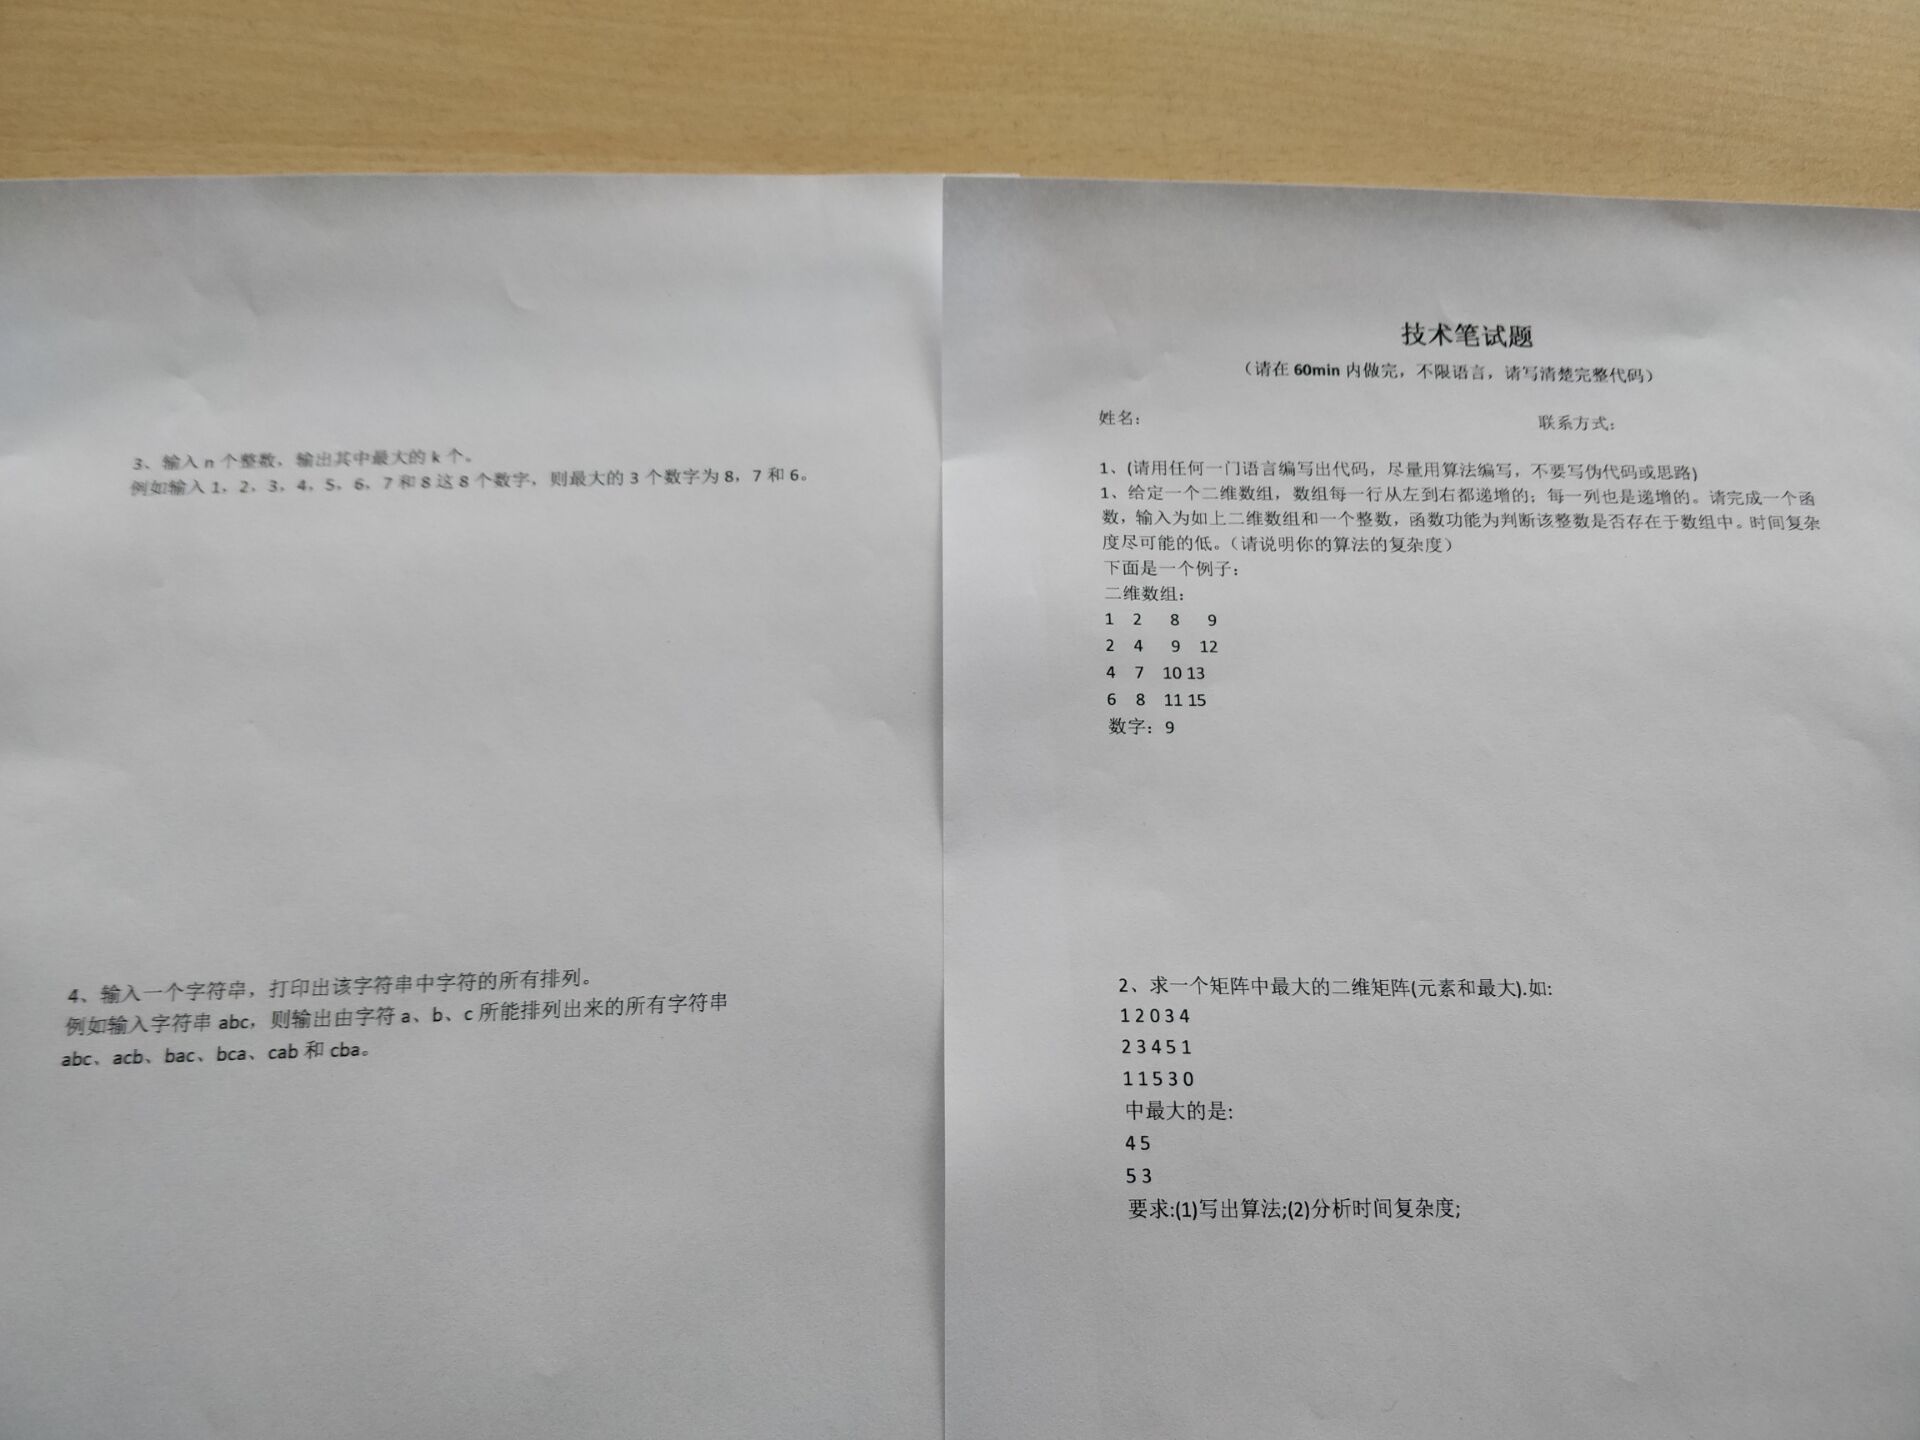 技术笔试题
（请在 60min 内做完，不限语言，请写清楚完整代码）
姓名： 联系方式：
1、(请用任何一门语言编写出代码，尽量用算法编写，不要写伪代码或思路)
1、给定一个二维数组，数组每一行从左到右都递增的；每一列也是递增的。请完成一个函
数，输入为如上二维数组和一个整数，函数功能为判断该整数是否存在于数组中。时间复杂
度尽可能的低。（请说明你的算法的复杂度）
下面是一个例子：
二维数组：
1 2 8 9
2 4 9 12
4 7 10 13
6 8 11 15
数字：9
2、求一个矩阵中最大的二维矩阵(元素和最大).如:
1 2 0 3 4
2 3 4 5 1
1 1 5 3 0
中最大的是:
4 5
5 3
要求:(1)写出算法;(2)分析时间复杂度;
3、输入 n 个整数，输出其中最大的 k 个。
例如输入 1，2，3，4，5，6，7 和 8 这 8 个数字，则最大的 3 个数字为 8，7 和 6。
4、输入一个字符串，打印出该字符串中字符的所有排列。
例如输入字符串 abc，则输出由字符 a、b、c 所能排列出来的所有字符串
abc、acb、bac、bca、cab 和 cba。